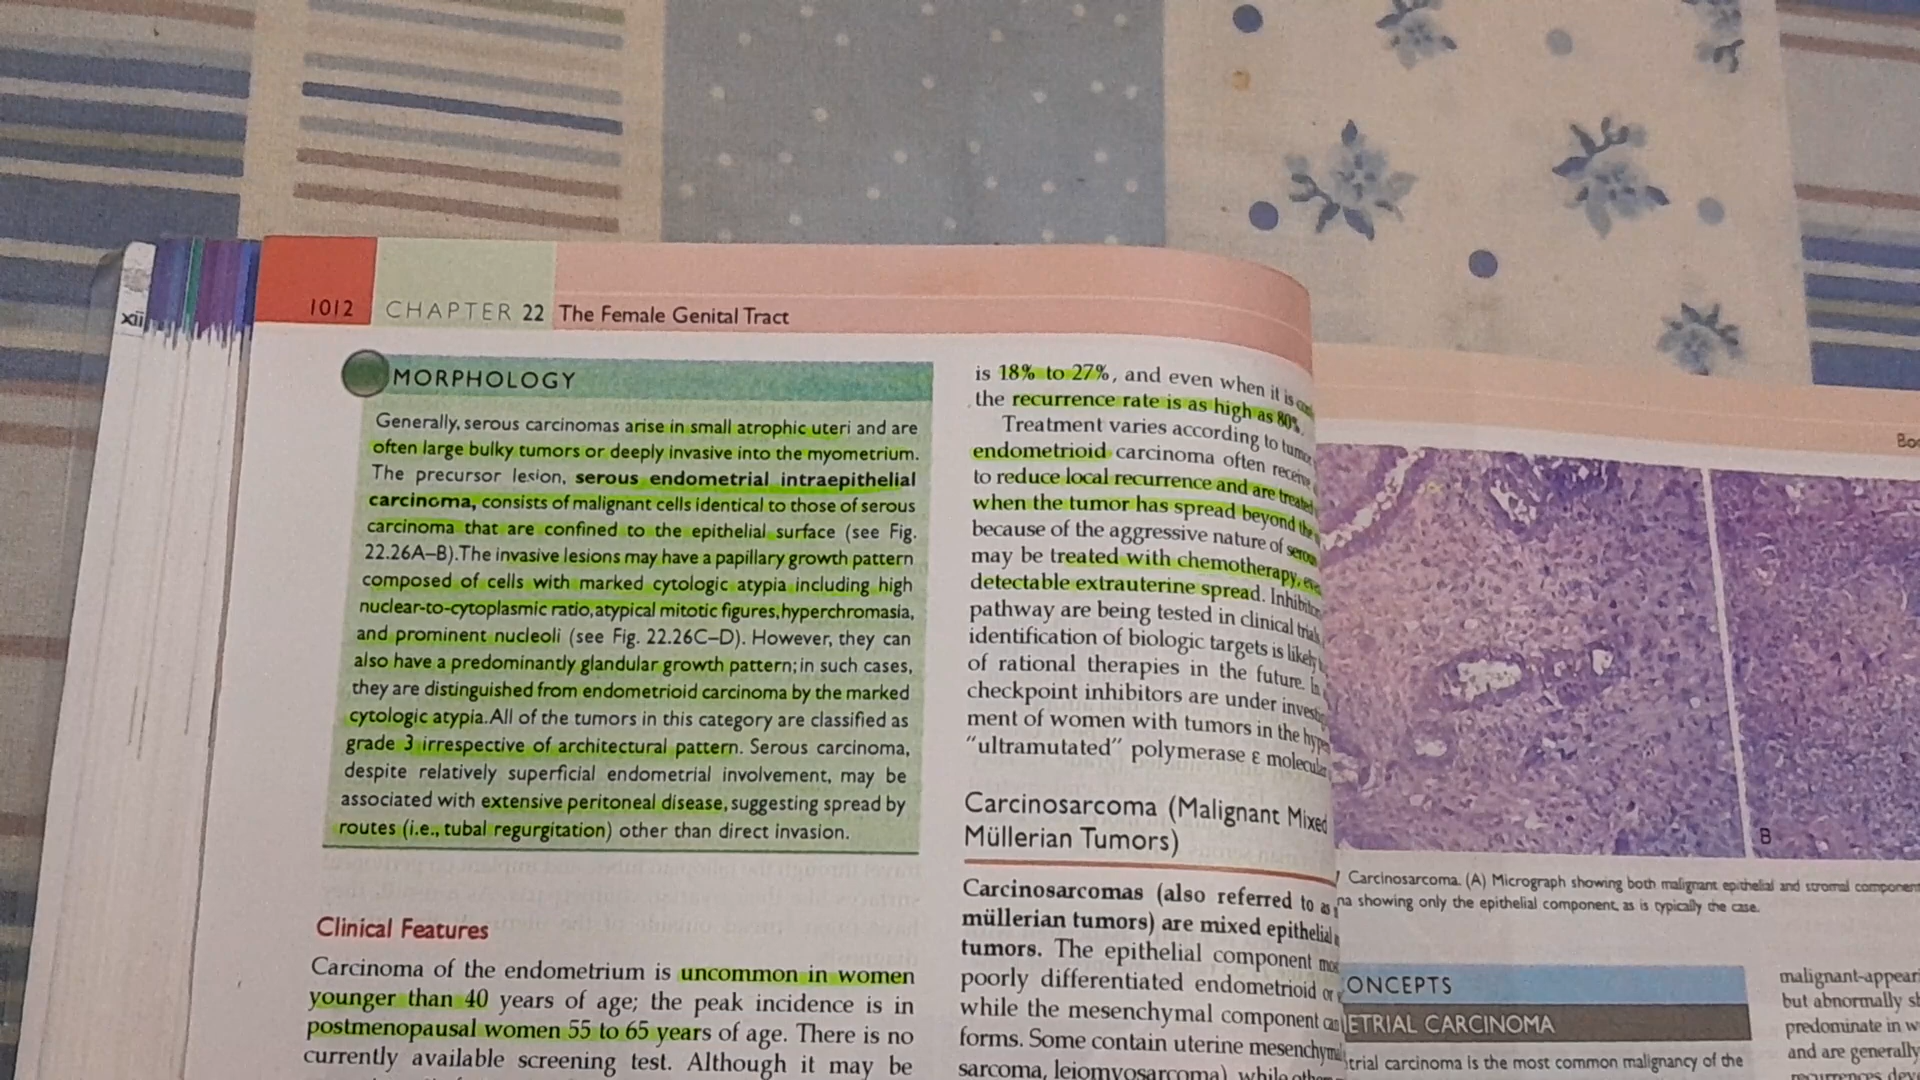 xii
1012 CHAPTER 22 The Female Genital Tract
MORPHOLOGY
Generally, serous carcinomas arise in small atrophic uteri and are
often large bulky tumors or deeply invasive into the myometrium.
The precursor lesion, serous endometrial intraepithelial
carcinoma, consists of malignant cells identical to those of serous
carcinoma that are confined to the epithelial surface (see Fig.
22.26A–B). The invasive lesions may have a papillary growth pattern
composed of cells with marked cytologic atypia including high
nuclear-to-cytoplasmic ratio, atypical mitotic figures, hyperchromasia,
and prominent nucleoli (see Fig. 22.26C–D). However, they can
also have a predominantly glandular growth pattern; in such cases,
they are distinguished from endometrioid carcinoma by the marked
cytologic atypia. All of the tumors in this category are classified as
grade 3 irrespective of architectural pattern. Serous carcinoma,
despite relatively superficial endometrial involvement, may be
associated with extensive peritoneal disease, suggesting spread by
routes (i.e., tubal regurgitation) other than direct invasion.
Clinical Features
Carcinoma of the endometrium is uncommon in women
younger than 40 years of age; the peak incidence is in
postmenopausal women 55 to 65 years of age. There is no
currently available screening test. Although it may be
is 18% to 27%, and even when it is
the recurrence rate is as high as 80%.
Treatment varies according to tumor
endometrioid carcinoma often
to reduce local recurrence and are treated
when the tumor has spread beyond the
because of the aggressive nature of
may be treated with chemotherapy,
detectable extrauterine spread.
pathway are being tested in clinical
identification of biologic targets is likely
of rational therapies in the future. In
checkpoint inhibitors are under
ment of women with tumors in the
“ultramutated” polymerase ε
Carcinosarcoma (Malignant Mixed
Müllerian Tumors)
Carcinosarcomas (also referred to as
müllerian tumors) are mixed epithelial
tumors. The epithelial component
poorly differentiated endometrioid or
while the mesenchymal component
forms. Some contain uterine
sarcoma, leiomyosarcoma), while
B
Carcinosarcoma. (A) Micrograph showing both malignant epithelial and stromal
showing only the epithelial component, as is typically the case.
ONCEPTS
ETRIAL CARCINOMA
trial carcinoma is the most common malignancy of the
but abnormally
predominate in
and are generally